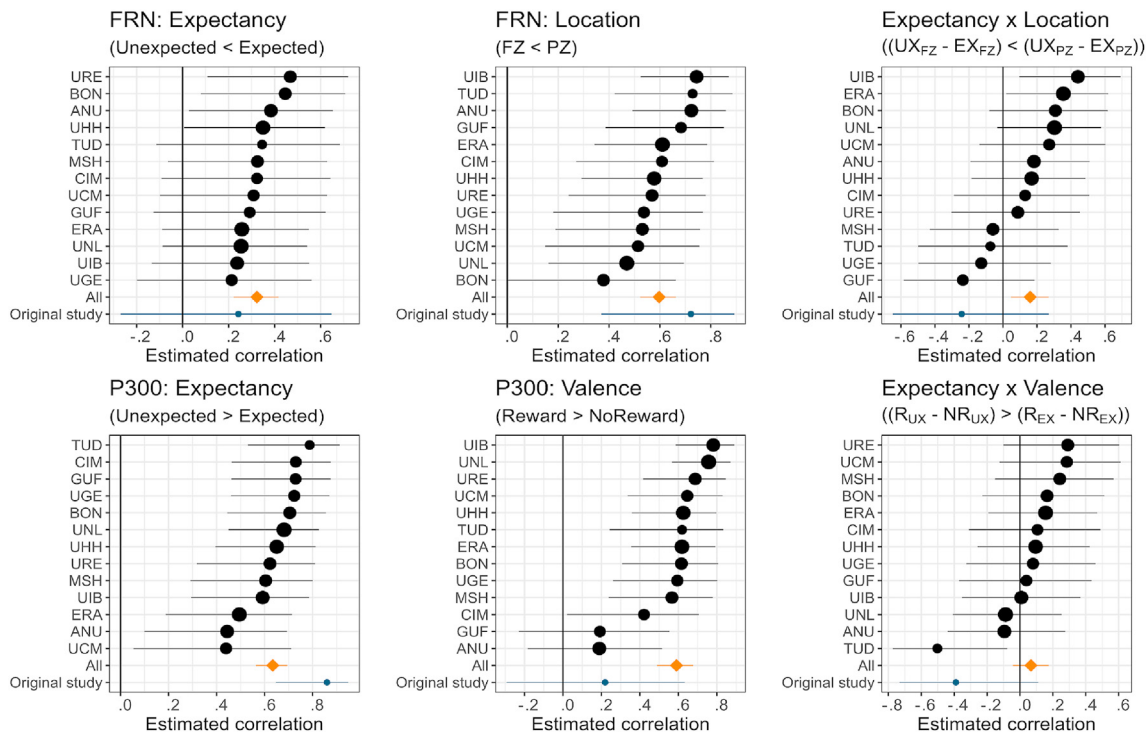 FRN: Expectancy
(Unexpected < Expected)
URE
BON
ANU
UHH
TUD
MSH
CIM
UCM
GUF
ERA
UNL
UIB
UGE
All
Original study
-.2 .0 .2 .4 .6
Estimated correlation
FRN: Location
(FZ < PZ)
UIB
TUD
ANU
GUF
ERA
CIM
UHH
URE
UGE
MSH
UCM
UNL
BON
All
Original study
.0 .2 .4 .6 .8
Estimated correlation
Expectancy x Location
((UXFZ - EXFZ) < (UXPZ - EXPZ))
UIB
ERA
BON
UNL
UCM
ANU
UHH
CIM
URE
MSH
TUD
UGE
GUF
All
Original study
-.6 -.4 -.2 .0 .2 .4 .6
Estimated correlation
P300: Expectancy
(Unexpected > Expected)
TUD
CIM
GUF
UGE
BON
UNL
UHH
URE
MSH
UIB
ERA
ANU
UCM
All
Original study
.0 .2 .4 .6 .8
Estimated correlation
P300: Valence
(Reward > NoReward)
UIB
UNL
URE
UCM
UHH
TUD
ERA
BON
UGE
MSH
CIM
GUF
ANU
All
Original study
-.2 .0 .2 .4 .6 .8
Estimated correlation
Expectancy x Valence
((RUX - NRUX) > (REX - NREX))
URE
UCM
MSH
BON
ERA
CIM
UHH
UGE
GUF
UIB
UNL
ANU
TUD
All
Original study
-.8 -.6 -.4 -.2 .0 .2 .4 .6
Estimated correlation